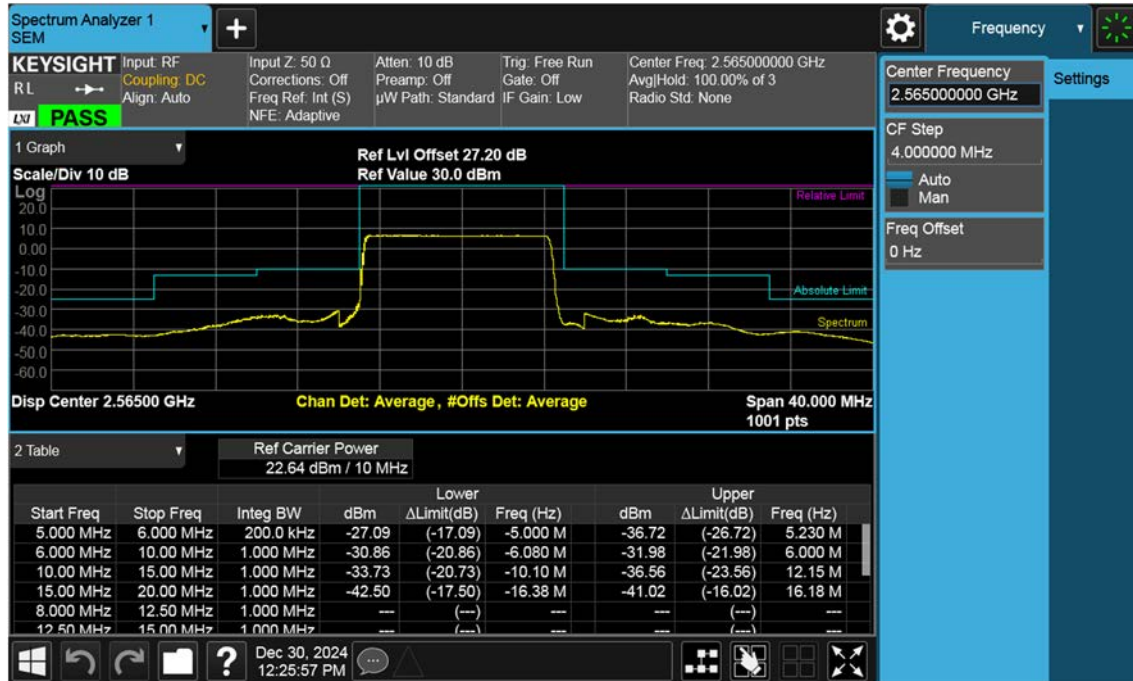 Spectrum Analyzer 1
SEM
Frequency
KEYSIGHT
R L
LXI
PASS
Input: RF
Coupling: DC
Align: Auto
Input Z: 50 Ω
Corrections: Off
Freq Ref: Int (S)
NFE: Adaptive
Atten: 10 dB
Preamp: Off
µW Path: Standard
Trig: Free Run
Gate: Off
IF Gain: Low
Center Freq: 2.565000000 GHz
Avg|Hold: 100.00% of 3
Radio Std: None
Center Frequency
2.565000000 GHz
Settings
CF Step
4.000000 MHz
Auto
Man
Freq Offset
0 Hz
1 Graph
Scale/Div 10 dB
Ref Lvl Offset 27.20 dB
Ref Value 30.0 dBm
Log
20.0
10.0
0.00
-10.0
-20.0
-30.0
-40.0
-50.0
-60.0
Relative Limit
Absolute Limit
Spectrum
Disp Center 2.56500 GHz
Chan Det: Average, #Offs Det: Average
Span 40.000 MHz
1001 pts
2 Table
Ref Carrier Power
22.64 dBm / 10 MHz
Lower Upper
Start Freq Stop Freq Integ BW dBm ΔLimit(dB) Freq (Hz) dBm ΔLimit(dB) Freq (Hz)
5.000 MHz 6.000 MHz 200.0 kHz -27.09 (-17.09) -5.000 M -36.72 (-26.72) 5.230 M
6.000 MHz 10.00 MHz 1.000 MHz -30.86 (-20.86) -6.080 M -31.98 (-21.98) 6.000 M
10.00 MHz 15.00 MHz 1.000 MHz -33.73 (-20.73) -10.10 M -36.56 (-23.56) 12.15 M
15.00 MHz 20.00 MHz 1.000 MHz -42.50 (-17.50) -16.38 M -41.02 (-16.02) 16.18 M
8.000 MHz 12.50 MHz 1.000 MHz --- (---) --- --- (---) ---
12.50 MHz 15.00 MHz 1.000 MHz --- (---) --- --- (---) ---
?
Dec 30, 2024
12:25:57 PM